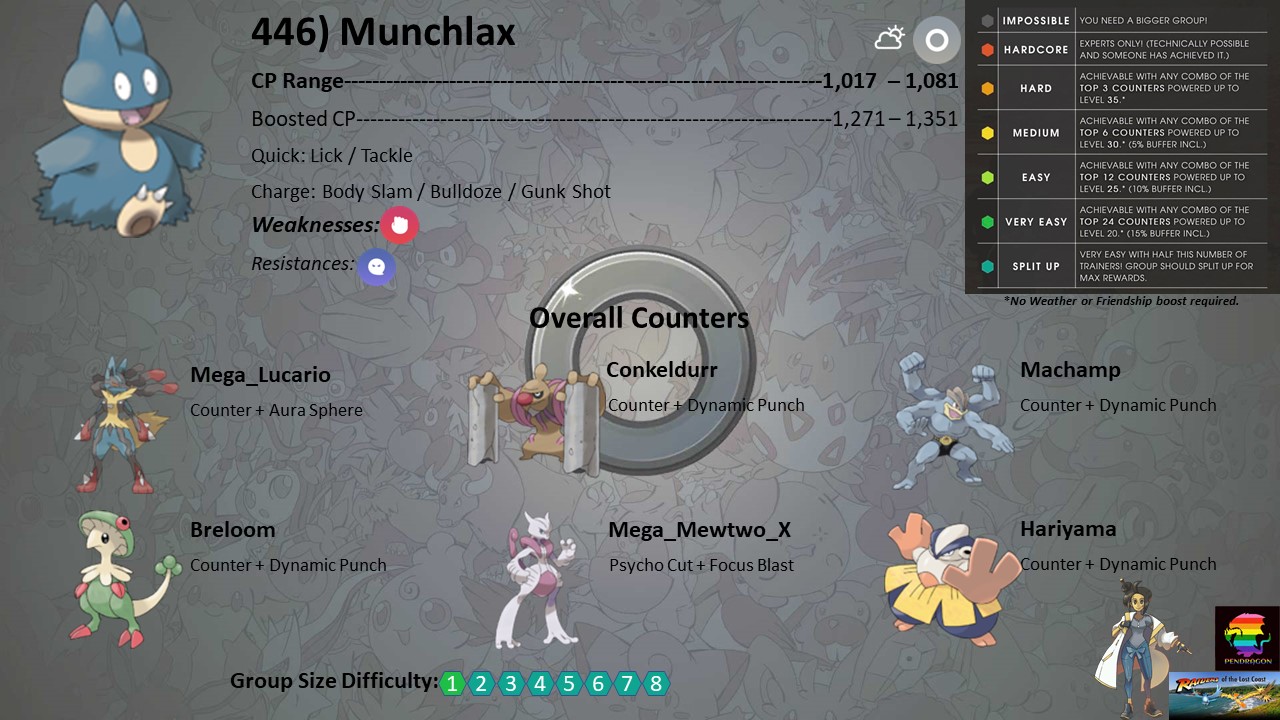 446) Munchlax
CP Range--------------------------------------------------------------------------------1,017 – 1,081
Boosted CP--------------------------------------------------------------------------------1,271 – 1,351
Quick: Lick / Tackle
Charge: Body Slam / Bulldoze / Gunk Shot
Weaknesses:
Resistances:
IMPOSSIBLE YOU NEED A BIGGER GROUP!
HARDCORE EXPERTS ONLY! (TECHNICALLY POSSIBLE
AND SOMEONE HAS ACHIEVED IT.)
HARD ACHIEVABLE WITH ANY COMBO OF THE
TOP 3 COUNTERS POWERED UP TO
LEVEL 35.*
MEDIUM ACHIEVABLE WITH ANY COMBO OF THE
TOP 6 COUNTERS POWERED UP TO
LEVEL 30.* (5% BUFFER INCL.)
EASY ACHIEVABLE WITH ANY COMBO OF THE
TOP 12 COUNTERS POWERED UP TO
LEVEL 25.* (10% BUFFER INCL.)
VERY EASY ACHIEVABLE WITH ANY COMBO OF THE
TOP 24 COUNTERS POWERED UP TO
LEVEL 20.* (15% BUFFER INCL.)
SPLIT UP VERY EASY WITH HALF THIS NUMBER OF
TRAINERS! GROUP SHOULD SPLIT UP FOR
MAX REWARDS.
*No Weather or Friendship boost required.
Overall Counters
Mega_Lucario
Counter + Aura Sphere
Conkeldurr
Counter + Dynamic Punch
Machamp
Counter + Dynamic Punch
Breloom
Counter + Dynamic Punch
Mega_Mewtwo_X
Psycho Cut + Focus Blast
Hariyama
Counter + Dynamic Punch
Group Size Difficulty: 1 2 3 4 5 6 7 8
PENDROGON
RAIDERS of the Lost Coast